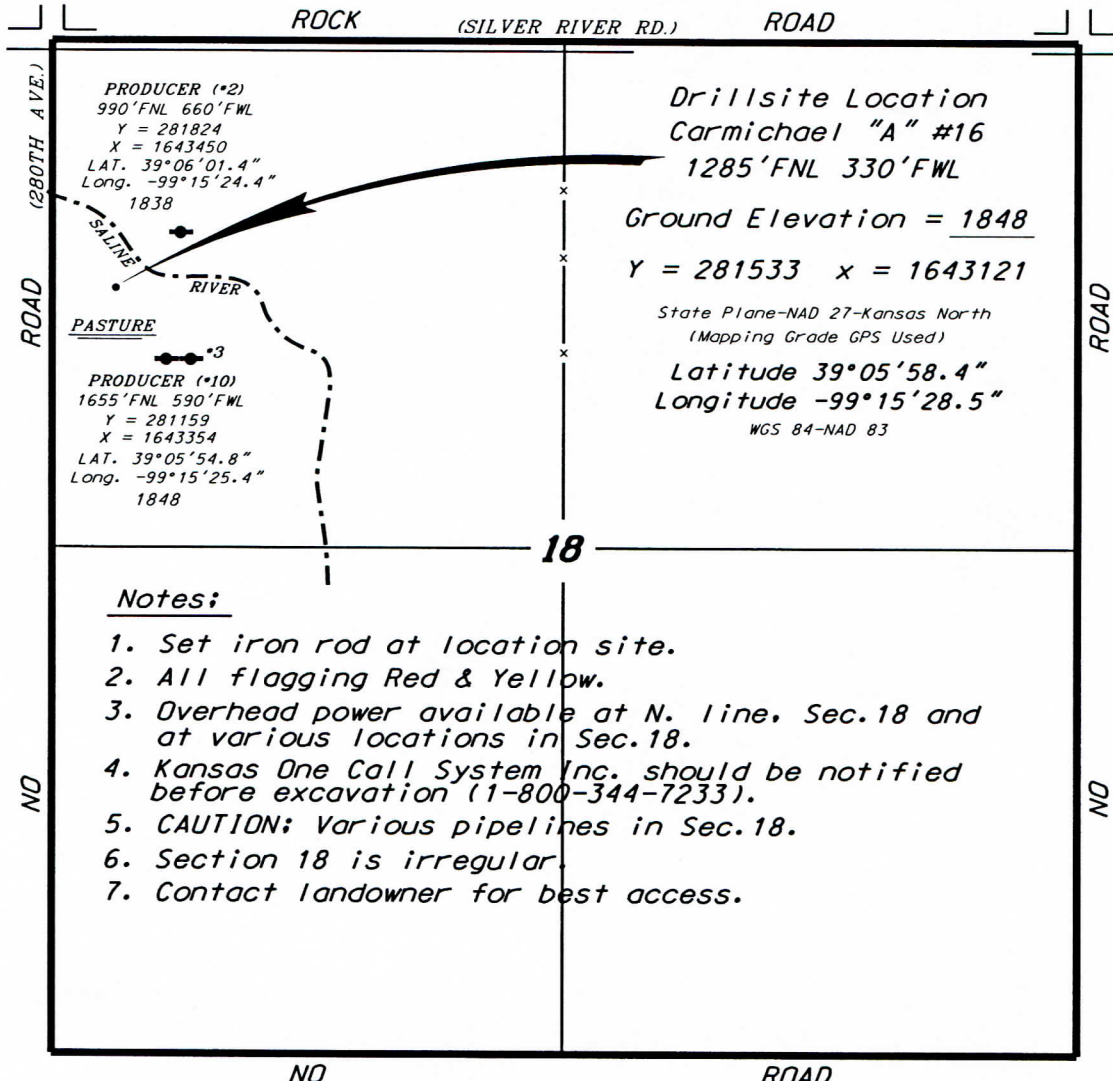 ROCK (SILVER RIVER RD.) ROAD
(280TH AVE.)
ROAD
NO
PRODUCER (•2)
990'FNL 660'FWL
Y = 281824
X = 1643450
LAT. 39°06'01.4"
Long. -99°15'24.4"
1838
SALINE
RIVER
PASTURE
•3
PRODUCER (•10)
1655'FNL 590'FWL
Y = 281159
X = 1643354
LAT. 39°05'54.8"
Long. -99°15'25.4"
1848
Drillsite Location
Carmichael "A" #16
1285'FNL 330'FWL
Ground Elevation = 1848
Y = 281533 x = 1643121
State Plane-NAD 27-Kansas North
(Mapping Grade GPS Used)
Latitude 39°05'58.4"
Longitude -99°15'28.5"
WGS 84-NAD 83
ROAD
NO
18
Notes:
1. Set iron rod at location site.
2. All flagging Red & Yellow.
3. Overhead power available at N. line, Sec.18 and
at various locations in Sec.18.
4. Kansas One Call System Inc. should be notified
before excavation (1-800-344-7233).
5. CAUTION: Various pipelines in Sec.18.
6. Section 18 is irregular.
7. Contact landowner for best access.
NO ROAD